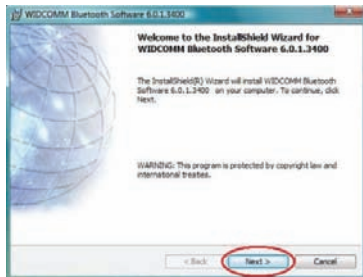 WIDCOMM Bluetooth Software 6.0.1.3400
Welcome to the InstallShield Wizard for
WIDCOMM Bluetooth Software 6.0.1.3400
The InstallShield(R) Wizard will install WIDCOMM Bluetooth
Software 6.0.1.3400 on your computer. To continue, click
Next.
WARNING: This program is protected by copyright law and
international treaties.
< Back
Next >
Cancel